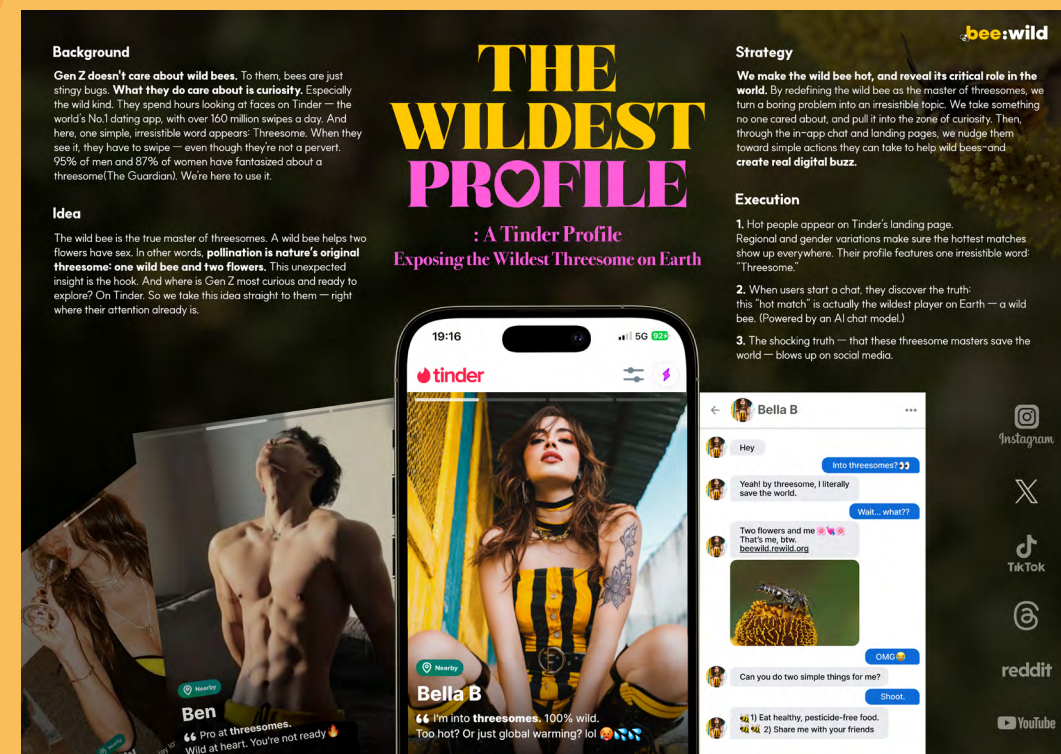 bee:wild
Background
Gen Z doesn't care about wild bees. To them, bees are just
stingy bugs. What they do care about is curiosity. Especially
the wild kind. They spend hours looking at faces on Tinder — the
world's No.1 dating app, with over 160 million swipes a day. And
here, one simple, irresistible word appears: Threesome. When they
see it, they have to swipe — even though they're not a pervert.
95% of men and 87% of women have fantasized about a
threesome(The Guardian). We're here to use it.
Idea
The wild bee is the true master of threesomes. A wild bee helps two
flowers have sex. In other words, pollination is nature's original
threesome: one wild bee and two flowers. This unexpected
insight is the hook. And where is Gen Z most curious and ready to
explore? On Tinder. So we take this idea straight to them — right
where their attention already is.
THE
WILDEST
PROFILE
: A Tinder Profile
Exposing the Wildest Threesome on Earth
Strategy
We make the wild bee hot, and reveal its critical role in the
world. By redefining the wild bee as the master of threesomes, we
turn a boring problem into an irresistible topic. We take something
no one cared about, and pull it into the zone of curiosity. Then,
through the in-app chat and landing pages, we nudge them
toward simple actions they can take to help wild bees—and
create real digital buzz.
Execution
1. Hot people appear on Tinder's landing page.
Regional and gender variations make sure the hottest matches
show up everywhere. Their profile features one irresistible word:
"Threesome."
2. When users start a chat, they discover the truth:
this "hot match" is actually the wildest player on Earth — a wild
bee. (Powered by an AI chat model.)
3. The shocking truth — that these threesome masters save the
world — blows up on social media.
Nearby
Ben
❝ Pro at threesomes.
Wild at heart. You're not ready 🔥
19:16
5G 92
tinder
Nearby
Bella B
❝ I'm into threesomes. 100% wild.
Too hot? Or just global warming? lol 🥵💦💦
Bella B
Hey
Into threesomes? 👀
Yeah! by threesome, I literally
save the world.
Wait... what??
Two flowers and me 🌸💘🌸
That's me, btw.
beewild.rewild.org
OMG😂
Can you do two simple things for me?
Shoot.
🐝 1) Eat healthy, pesticide-free food.
🐝🐝 2) Share me with your friends
Instagram
X
TikTok
reddit
YouTube